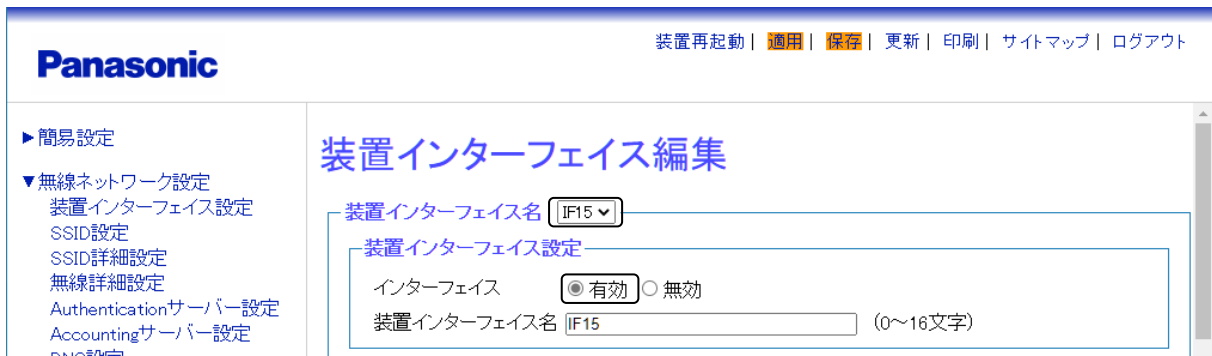 Panasonic
装置再起動| 適用| 保存| 更新| 印刷| サイトマップ| ログアウト
►簡易設定
▼無線ネットワーク設定
装置インターフェイス設定
SSID設定
SSID詳細設定
無線詳細設定
Authenticationサーバー設定
Accountingサーバー設定
装置インターフェイス編集
装置インターフェイス名 IF15
装置インターフェイス設定
インターフェイス 有効 無効
装置インターフェイス名 IF15 (0～16文字)